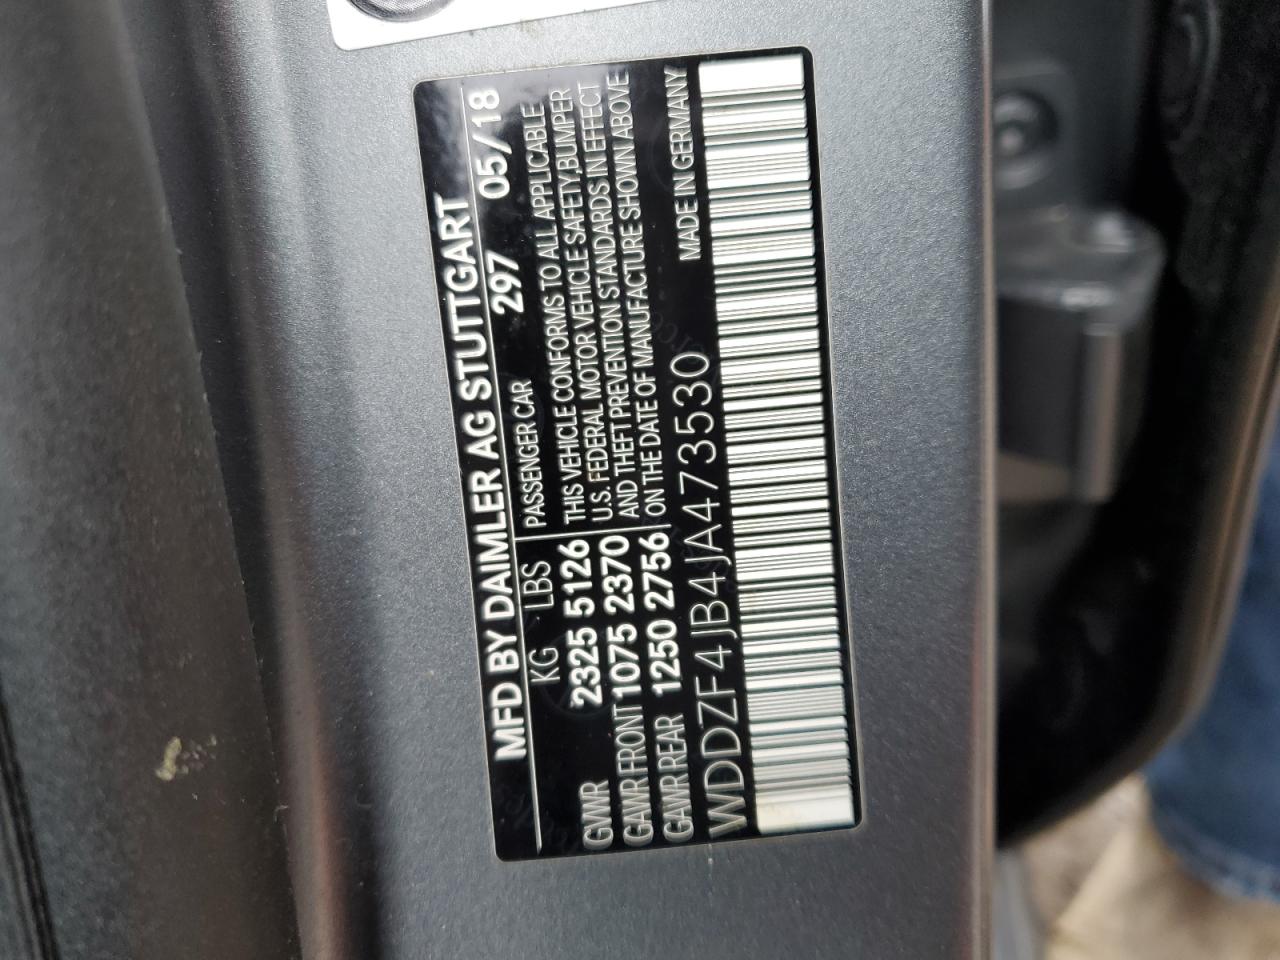 MFD BY DAIMLER AG STUTTGART
KG LBS 297 05/18
PASSENGER CAR
GWR 2325 5126 THIS VEHICLE CONFORMS TO ALL APPLICABLE
U.S. FEDERAL MOTOR VEHICLE SAFETY,BUMPER
GAWR FRONT 1075 2370 AND THEFT PREVENTION STANDARDS IN EFFECT
GAWR REAR 1250 2756 ON THE DATE OF MANUFACTURE SHOWN ABOVE
WDDZF4JB4JA473530 MADE IN GERMANY